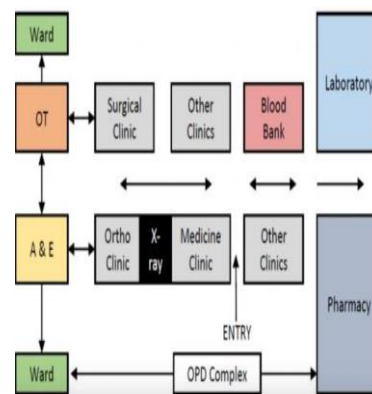 Ward
OT
Surgical
Clinic
Other
Clinics
Blood
Bank
Laboratory
A & E
Ortho
Clinic
X-
ray
Medicine
Clinic
Other
Clinics
Pharmacy
ENTRY
Ward
OPD Complex